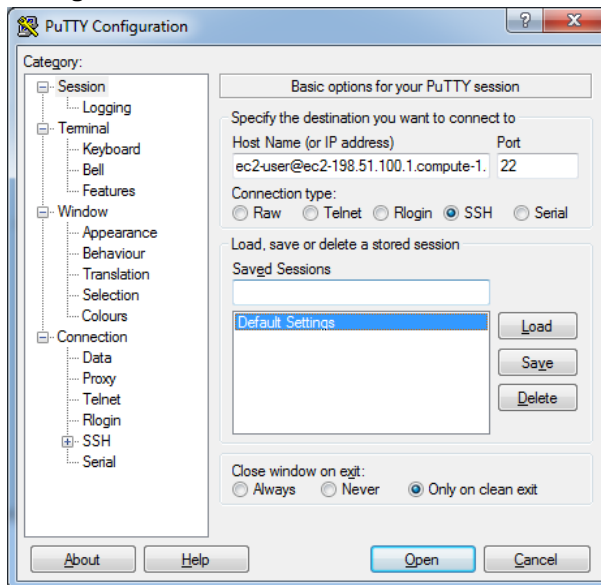 PuTTY Configuration
Category:
Session
Logging
Terminal
Keyboard
Bell
Features
Window
Appearance
Behaviour
Translation
Selection
Colours
Connection
Data
Proxy
Telnet
Rlogin
SSH
Serial
Basic options for your PuTTY session
Specify the destination you want to connect to
Host Name (or IP address) Port
ec2-user@ec2-198.51.100.1.compute-1. 22
Connection type:
Raw Telnet Rlogin SSH Serial
Load, save or delete a stored session
Saved Sessions
Default Settings
Load
Save
Delete
Close window on exit:
Always Never Only on clean exit
About Help Open Cancel